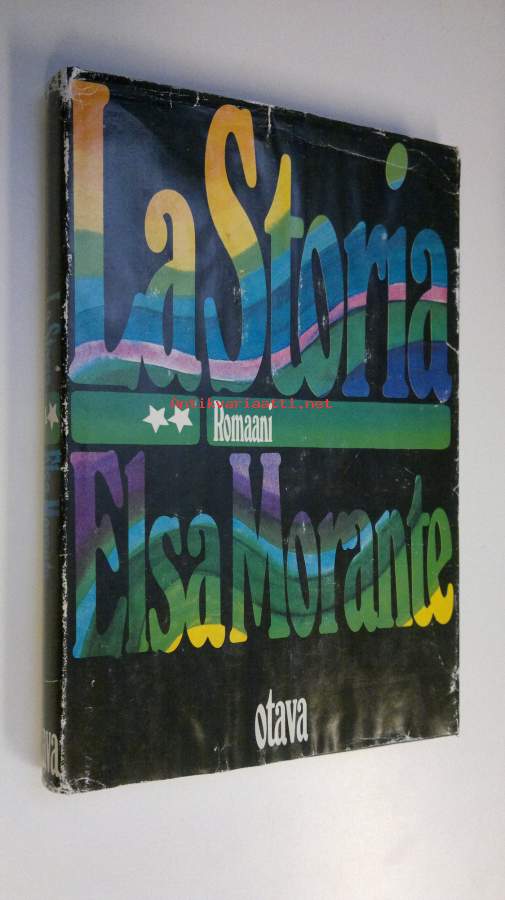 La Storia
Antikvariaatti.net
Romaani
Elsa Morante
otava